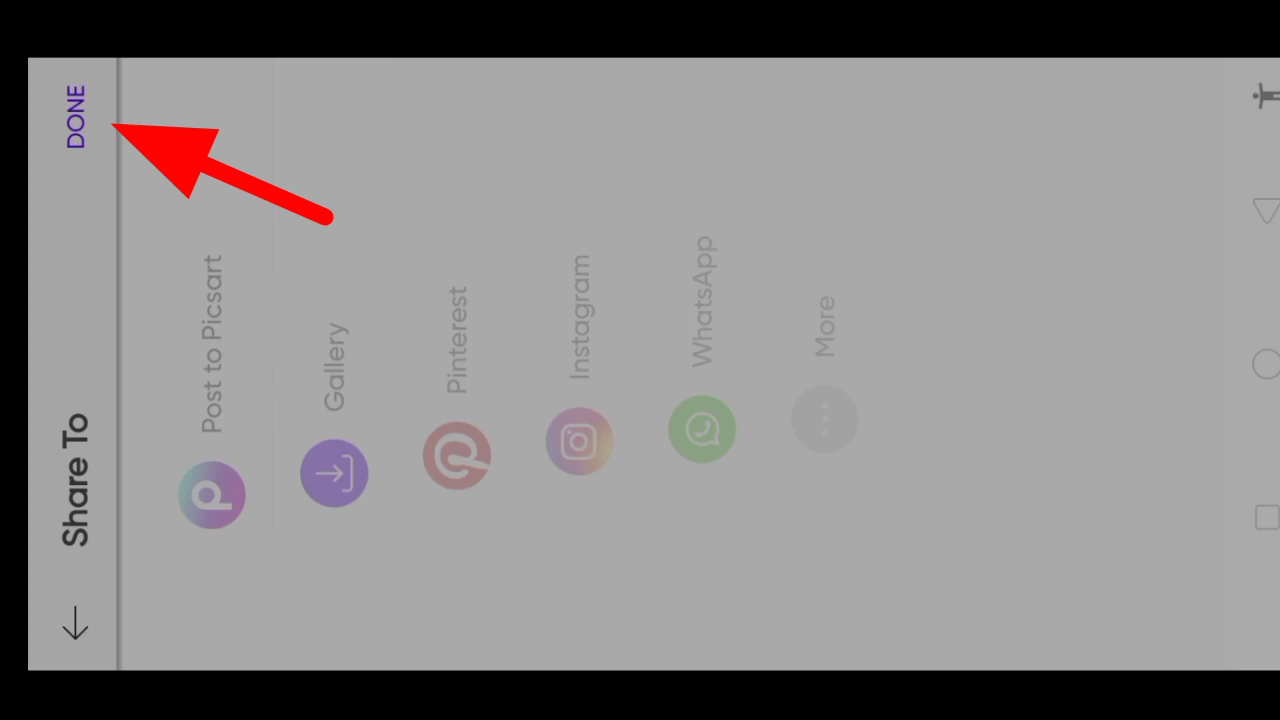 Share To
DONE
Post to Picsart
Gallery
Pinterest
Instagram
WhatsApp
More